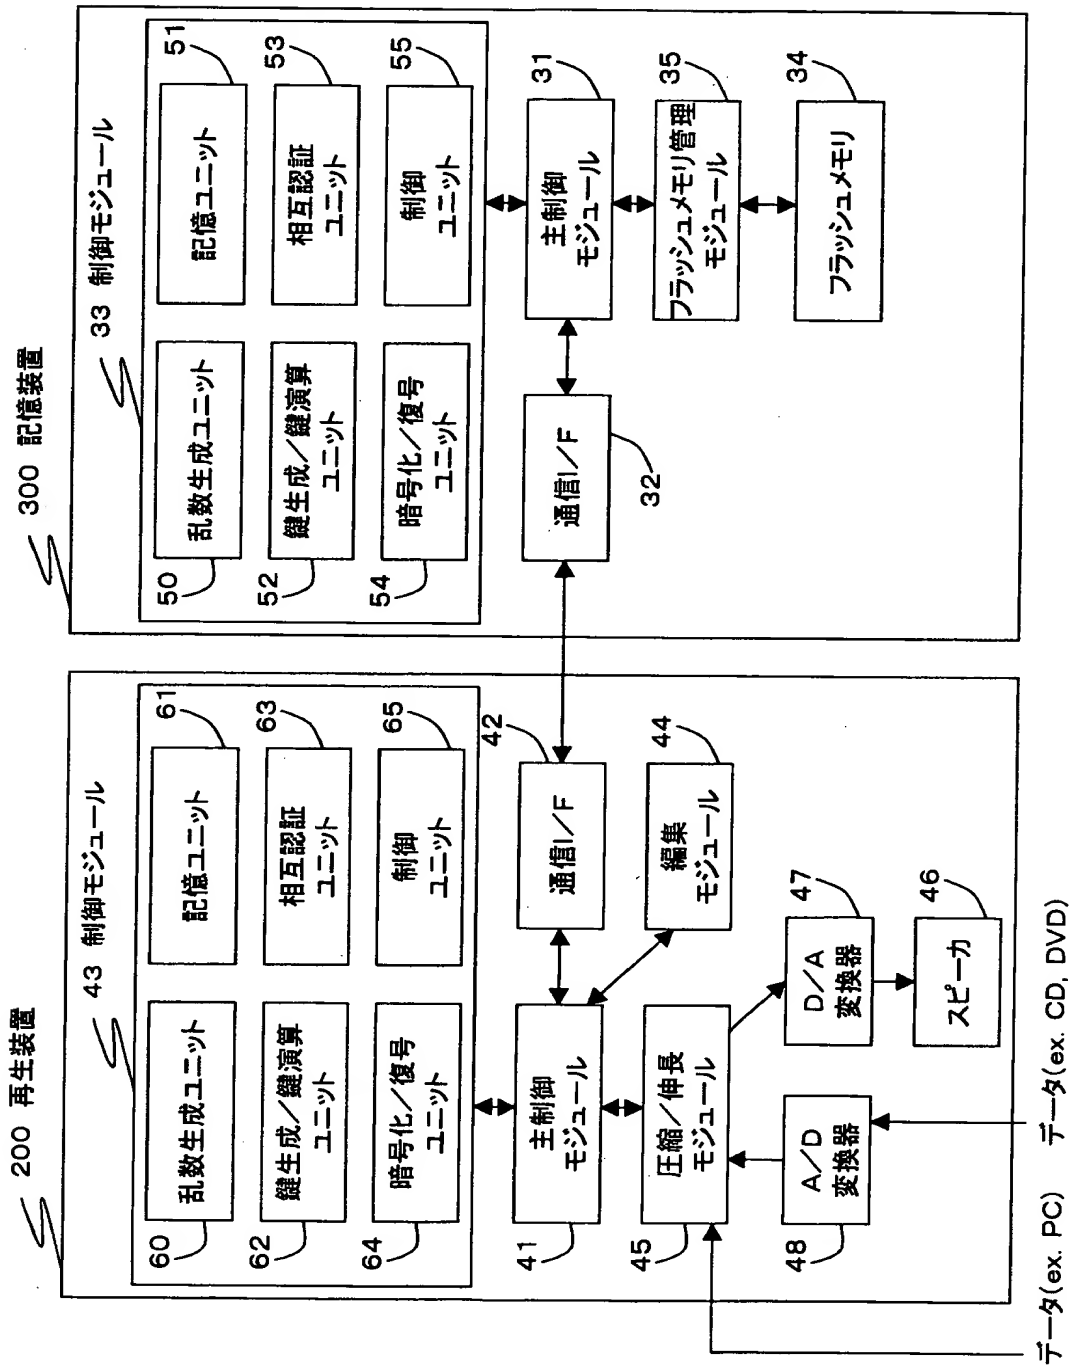 200 再生装置
43 制御モジュール
60
乱数生成ユニット
61
記憶ユニット
62
鍵生成/鍵演算
ユニット
63
相互認証
ユニット
64
暗号化/復号
ユニット
65
制御
ユニット
41
主制御
モジュール
42
通信I/F
44
編集
モジュール
45
圧縮/伸長
モジュール
47
D/A
変換器
46
スピーカ
48
A/D
変換器
データ(ex. PC)
データ(ex. CD, DVD)
300 記憶装置
33 制御モジュール
50
乱数生成ユニット
51
記憶ユニット
52
鍵生成/鍵演算
ユニット
53
相互認証
ユニット
54
暗号化/復号
ユニット
55
制御
ユニット
32
通信I/F
31
主制御
モジュール
35
フラッシュメモリ管理
モジュール
34
フラッシュメモリ